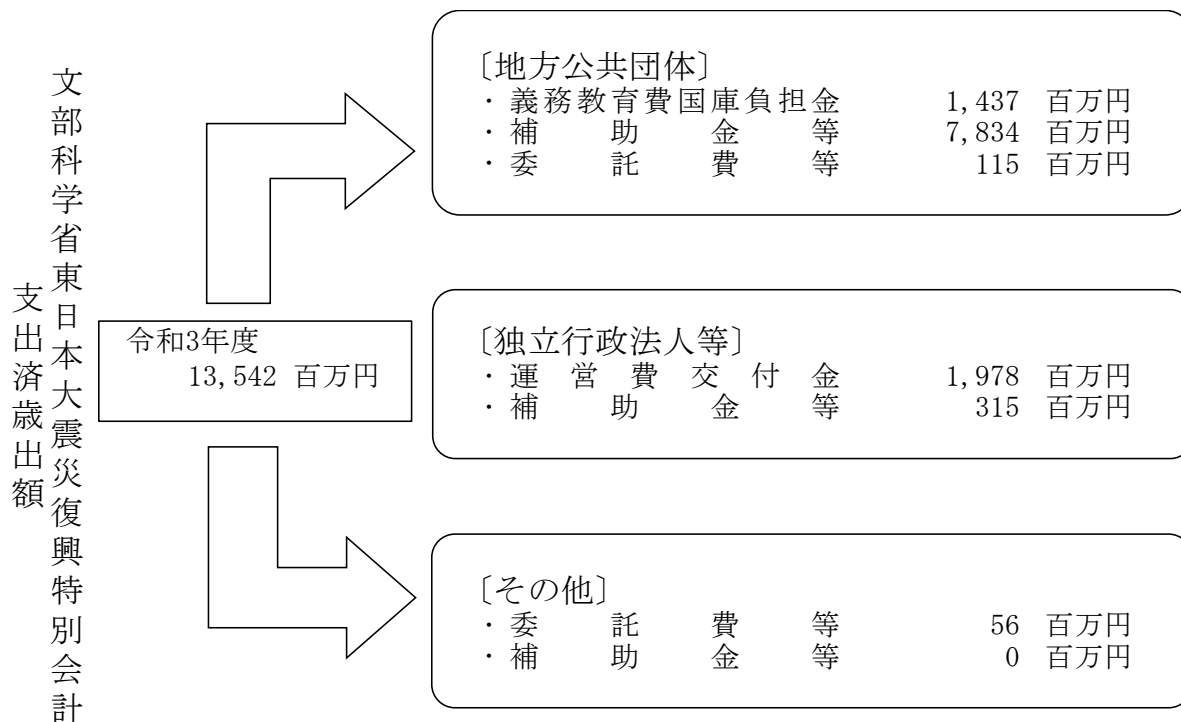 文部科学省東日本大震災復興特別会計
支出済歳出額
令和3年度
13,542 百万円
〔地方公共団体〕
・義務教育費国庫負担金 1,437 百万円
・補助金等 7,834 百万円
・委託費等 115 百万円
〔独立行政法人等〕
・運営費交付金 1,978 百万円
・補助金等 315 百万円
〔その他〕
・委託費等 56 百万円
・補助金等 0 百万円